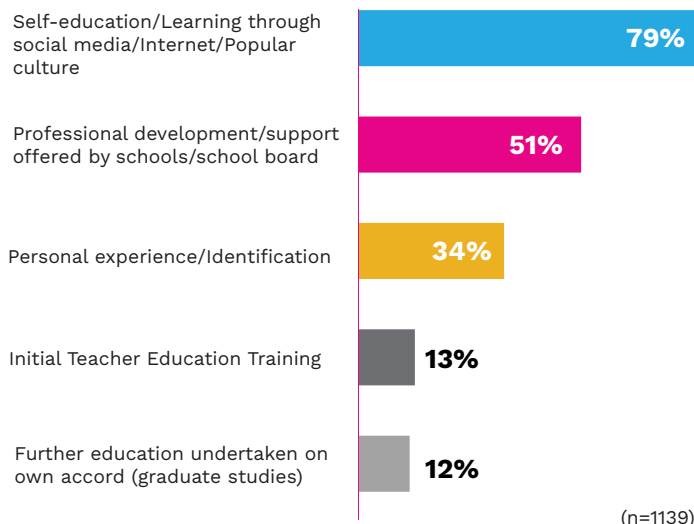 Self-education/Learning through
social media/Internet/Popular
culture
79%
Professional development/support
offered by schools/school board
51%
Personal experience/Identification
34%
Initial Teacher Education Training
13%
Further education undertaken on
own accord (graduate studies)
12%
(n=1139)